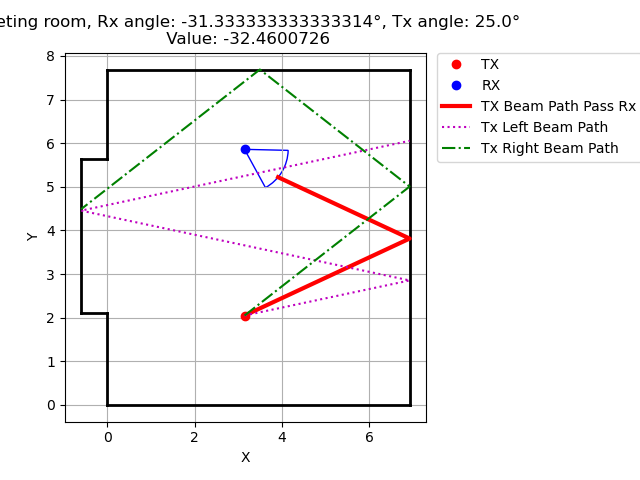 eting room, Rx angle: -31.333333333333314°, Tx angle: 25.0°
Value: -32.4600726
TX
RX
TX Beam Path Pass Rx
Tx Left Beam Path
Tx Right Beam Path
8
7
6
5
4
3
2
1
0
Y
0 2 4 6
X